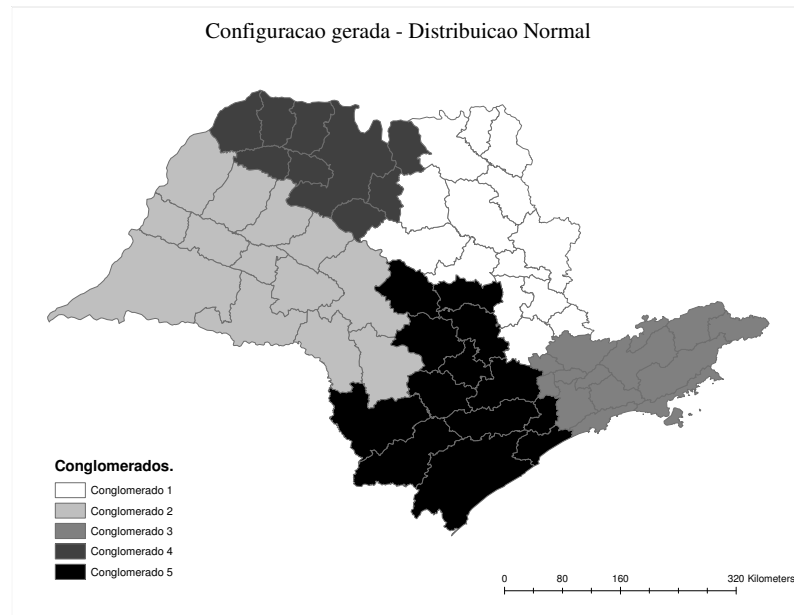 Configuracao gerada - Distribuicao Normal
Conglomerados.
Conglomerado 1
Conglomerado 2
Conglomerado 3
Conglomerado 4
Conglomerado 5
0 80 160 320 Kilometers